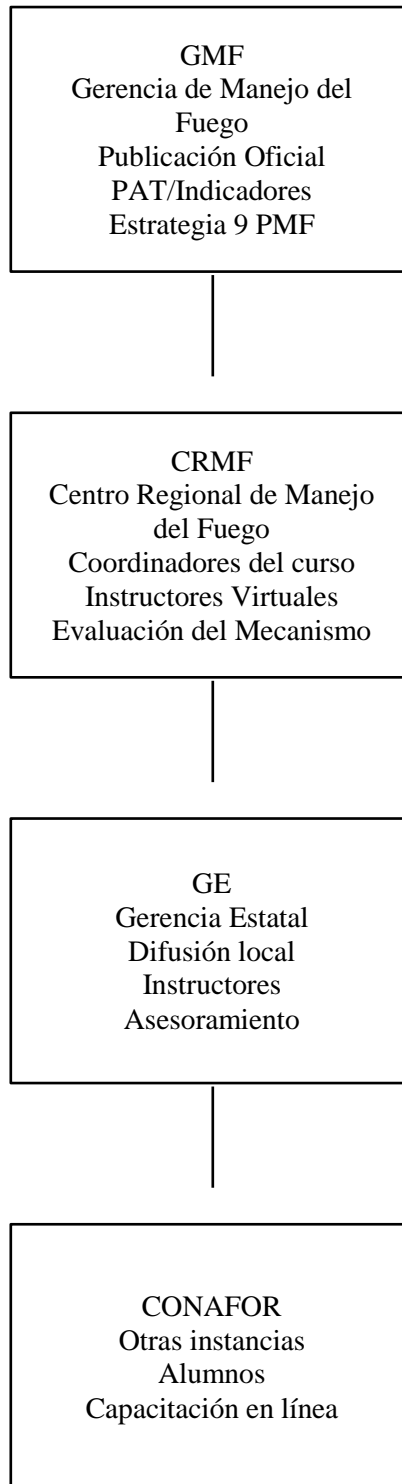 GMF
Gerencia de Manejo del
Fuego
Publicación Oficial
PAT/Indicadores
Estrategia 9 PMF
CRMF
Centro Regional de Manejo
del Fuego
Coordinadores del curso
Instructores Virtuales
Evaluación del Mecanismo
GE
Gerencia Estatal
Difusión local
Instructores
Asesoramiento
CONAFOR
Otras instancias
Alumnos
Capacitación en línea